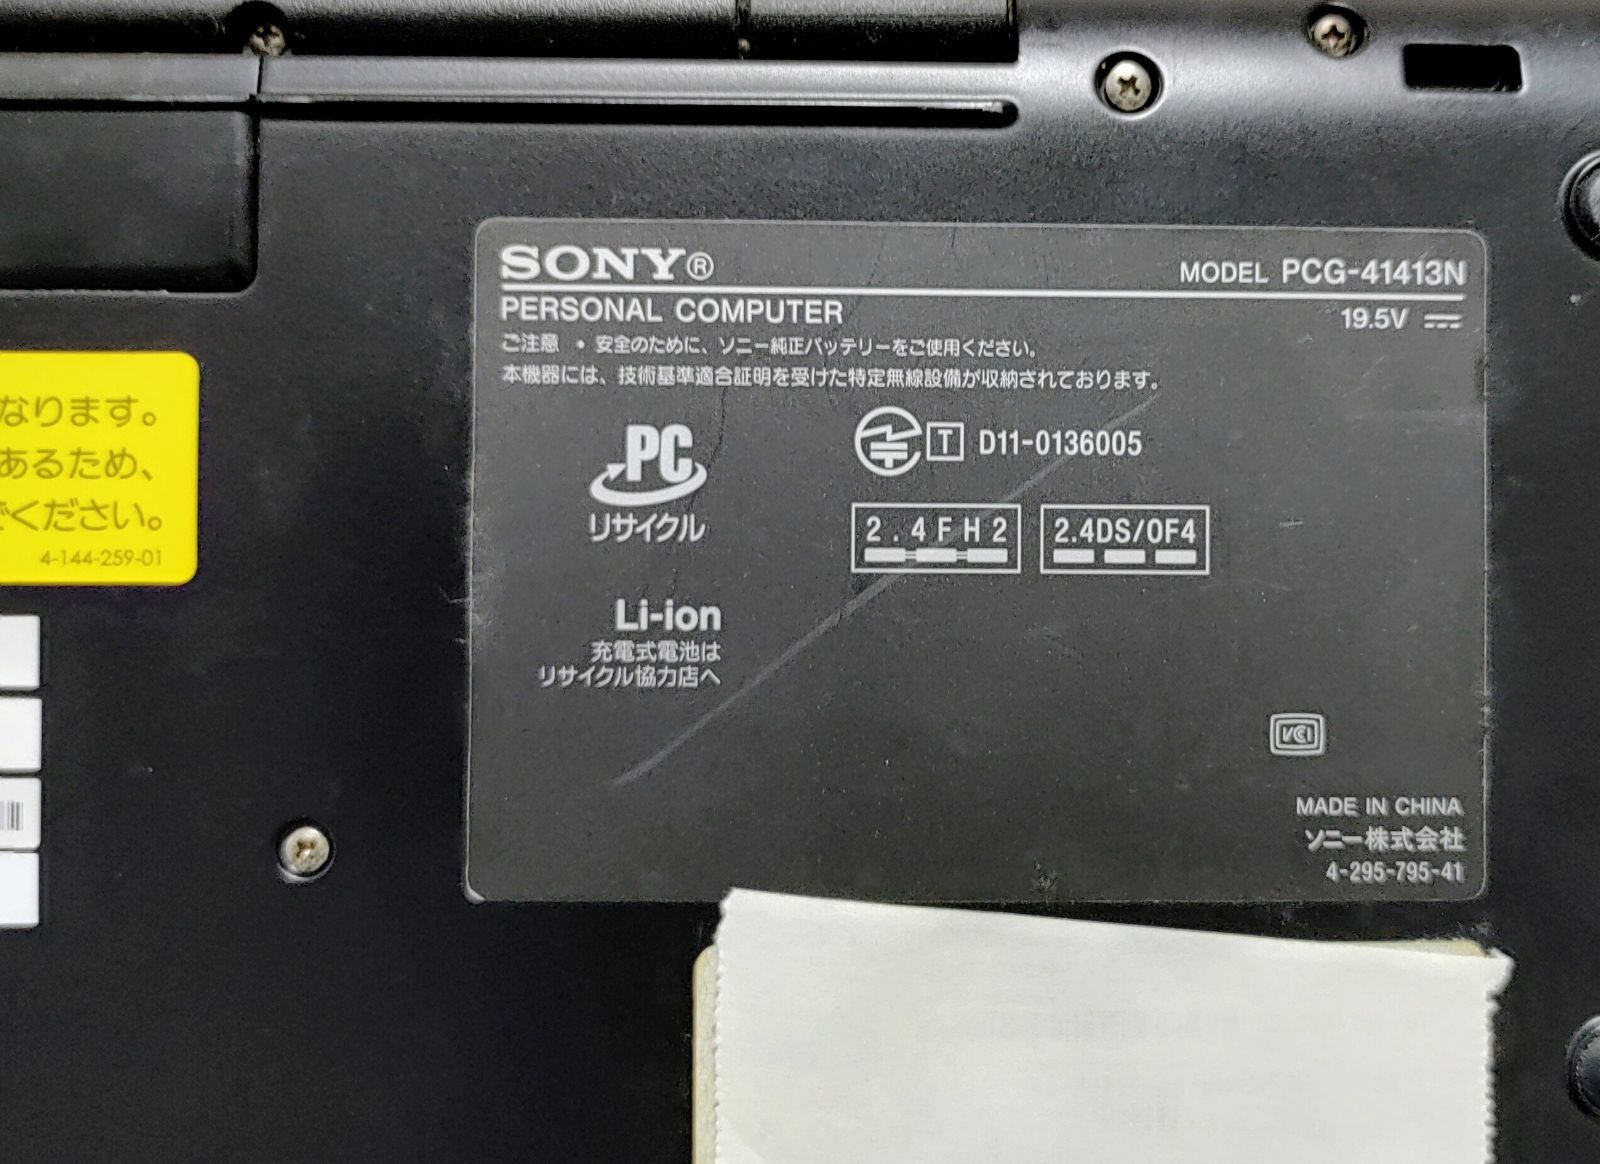 SONY®
MODEL PCG-41413N
PERSONAL COMPUTER
19.5V
ご注意 • 安全のために、ソニー純正バッテリーをご使用ください。
本機器には、技術基準適合証明を受けた特定無線設備が収納されております。
PC
リサイクル
T D11-0136005
2.4FH2
2.4DS/OF4
Li-ion
充電式電池は
リサイクル協力店へ
VCI
MADE IN CHINA
ソニー株式会社
4-295-795-41
なります。
あるため、
でください。
4-144-259-01